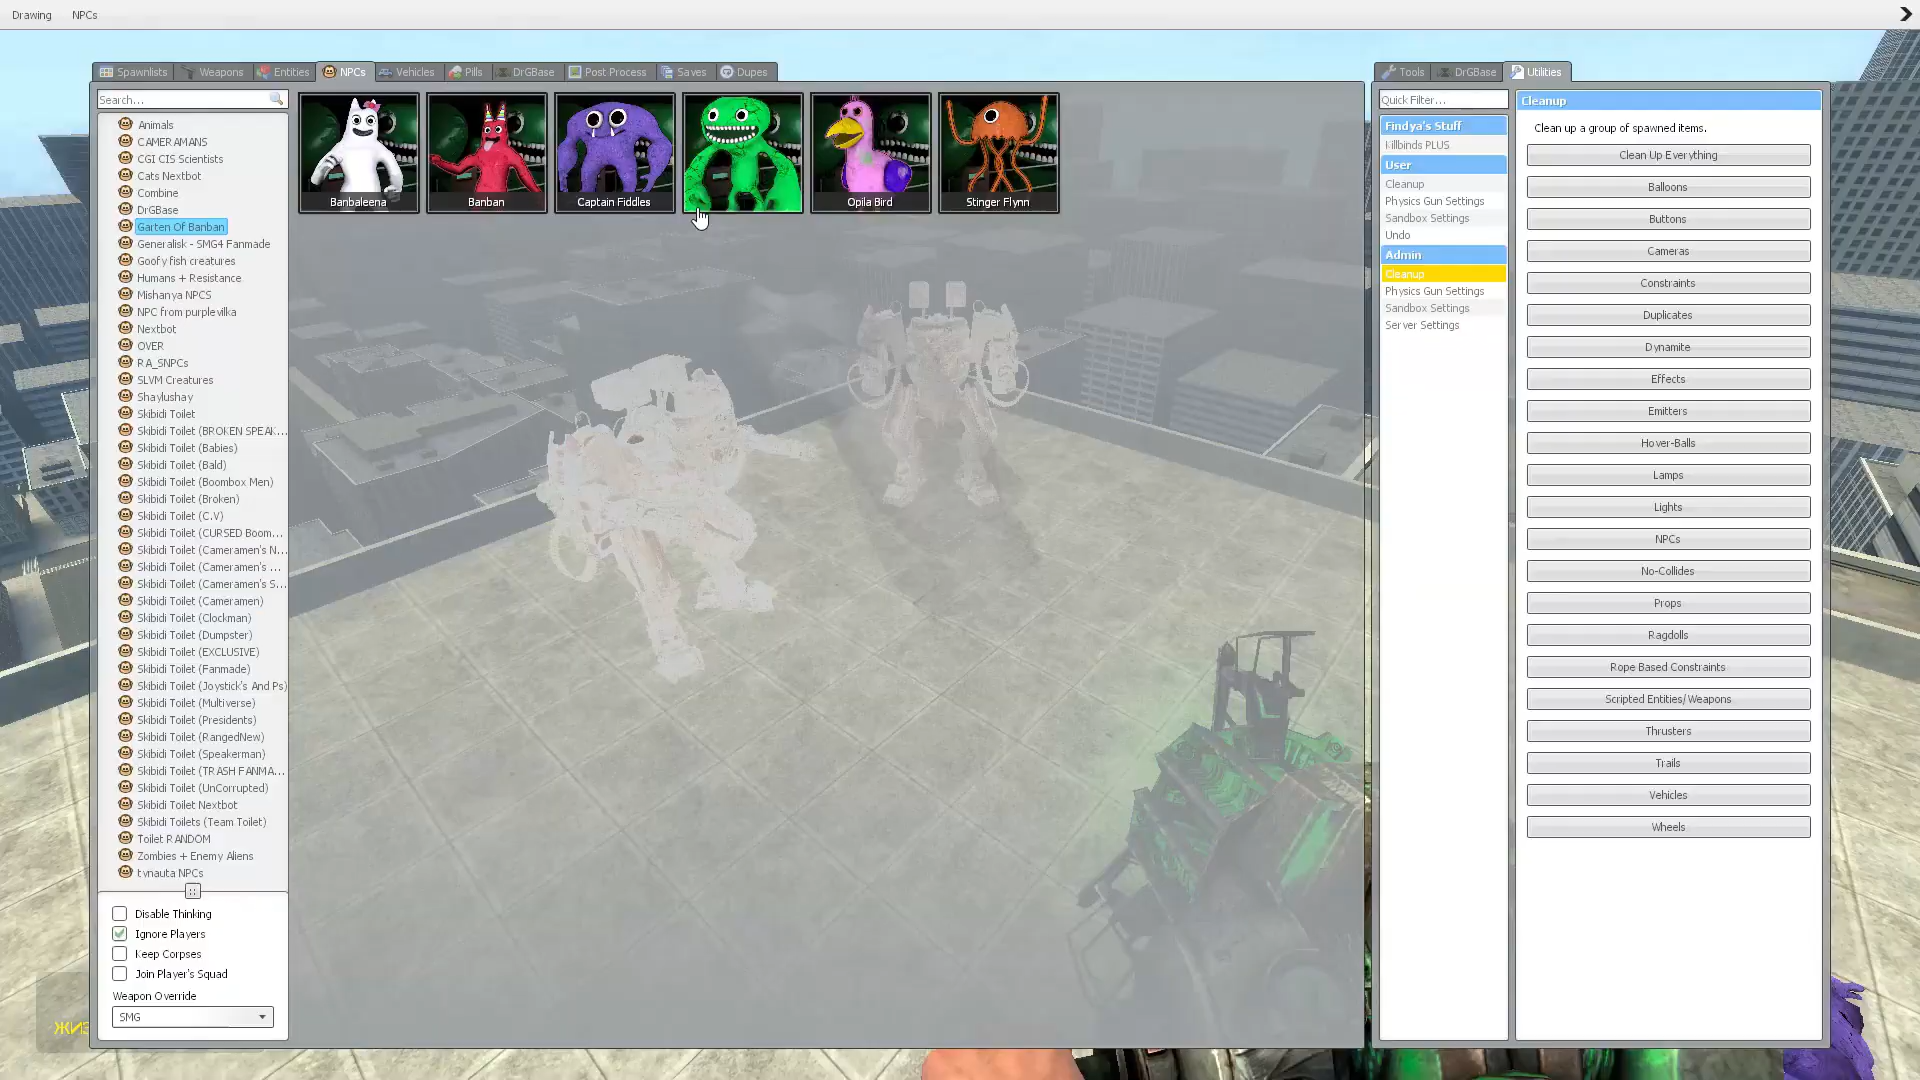 Drawing NPCs
Spawnlists Weapons Entities NPCs Vehicles Pills DrGBase Post Process Saves Dupes
Search...
Animals
CAMERAMANS
CGI CIS Scientists
Cats Nextbot
Combine
DrGBase
Garten Of Banban
Generalisk - SMG4 Fanmade
Goofy fish creatures
Humans + Resistance
Mishanya NPCS
NPC from purplevilka
Nextbot
OVER
RA_SNPCs
SLVM Creatures
Shaylushay
Skibidi Toilet
Skibidi Toilet (BROKEN SPEAK...
Skibidi Toilet (Babies)
Skibidi Toilet (Bald)
Skibidi Toilet (Boombox Men)
Skibidi Toilet (Broken)
Skibidi Toilet (C.V)
Skibidi Toilet (CURSED Boom...
Skibidi Toilet (Cameramen's N...
Skibidi Toilet (Cameramen's ...
Skibidi Toilet (Cameramen's S...
Skibidi Toilet (Cameramen)
Skibidi Toilet (Clockman)
Skibidi Toilet (Dumpster)
Skibidi Toilet (EXCLUSIVE)
Skibidi Toilet (Fanmade)
Skibidi Toilet (Joystick's And Ps)
Skibidi Toilet (Multiverse)
Skibidi Toilet (Presidents)
Skibidi Toilet (RangedNew)
Skibidi Toilet (Speakerman)
Skibidi Toilet (TRASH FANMA...
Skibidi Toilet (UnCorrupted)
Skibidi Toilet Nextbot
Skibidi Toilets (Team Toilet)
Toilet RANDOM
Zombies + Enemy Aliens
tvnauta NPCs
Disable Thinking
Ignore Players
Keep Corpses
Join Player's Squad
Weapon Override
SMG
ЖИЗ
Banbaleena Banban Captain Fiddles Opila Bird Stinger Flynn
Tools DrGBase Utilities
Quick Filter...
Findya's Stuff
Killbinds PLUS
User
Cleanup
Physics Gun Settings
Sandbox Settings
Undo
Admin
Cleanup
Physics Gun Settings
Sandbox Settings
Server Settings
Cleanup
Clean up a group of spawned items.
Clean Up Everything
Balloons
Buttons
Cameras
Constraints
Duplicates
Dynamite
Effects
Emitters
Hover-Balls
Lamps
Lights
NPCs
No-Collides
Props
Ragdolls
Rope Based Constraints
Scripted Entities/Weapons
Thrusters
Trails
Vehicles
Wheels